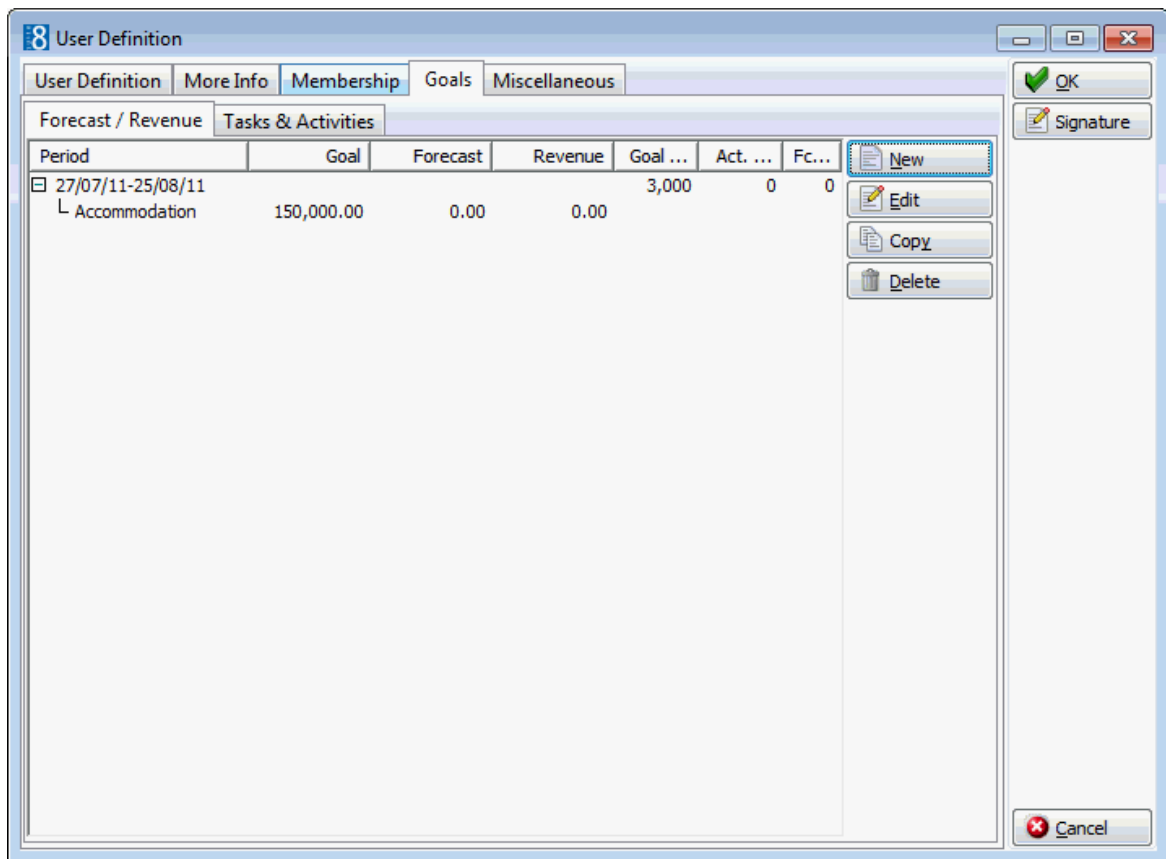 8 User Definition
User Definition More Info Membership Goals Miscellaneous
OK
Forecast / Revenue Tasks & Activities
Signature
Period Goal Forecast Revenue Goal ... Act. ... Fc...
New
27/07/11-25/08/11 3,000 0 0
Edit
Accommodation 150,000.00 0.00 0.00
Copy
Delete
Cancel